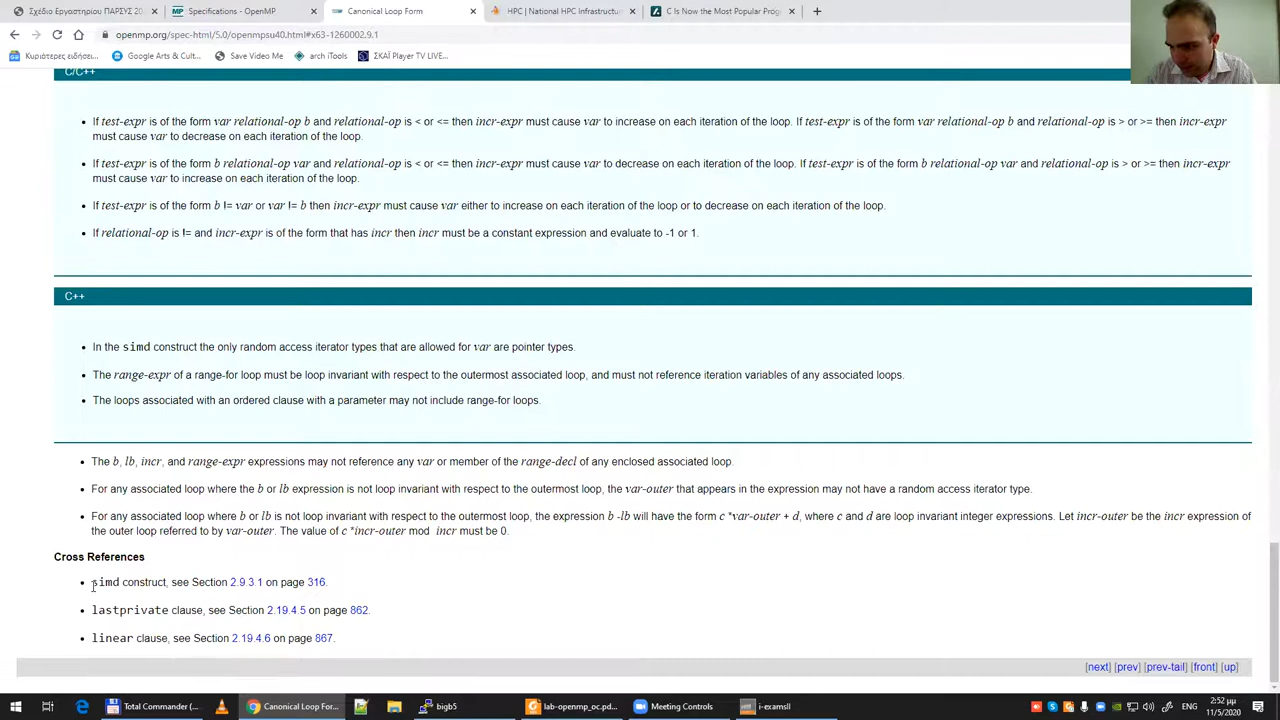 Σχέδιο Εργαστηρίου ΠΑΡΣΥΣ 20
Specifications - OpenMP
Canonical Loop Form
HPC | National HPC Infrastructu
C Is Now the Most Popular Prog
openmp.org/spec-html/5.0/openmpsu40.html#x63-1260002.9.1
Κυριότερες ειδήσει...
Google Arts & Cult...
Save Video Me
arch iTools
ΣΚΑΪ Player TV LIVE...
C/C++
• If test-expr is of the form var relational-op b and relational-op is < or <= then incr-expr must cause var to increase on each iteration of the loop. If test-expr is of the form var relational-op b and relational-op is > or >= then incr-expr
must cause var to decrease on each iteration of the loop.
• If test-expr is of the form b relational-op var and relational-op is < or <= then incr-expr must cause var to decrease on each iteration of the loop. If test-expr is of the form b relational-op var and relational-op is > or >= then incr-expr
must cause var to increase on each iteration of the loop.
• If test-expr is of the form b != var or var != b then incr-expr must cause var either to increase on each iteration of the loop or to decrease on each iteration of the loop.
• If relational-op is != and incr-expr is of the form that has incr then incr must be a constant expression and evaluate to -1 or 1.
C++
• In the simd construct the only random access iterator types that are allowed for var are pointer types.
• The range-expr of a range-for loop must be loop invariant with respect to the outermost associated loop, and must not reference iteration variables of any associated loops.
• The loops associated with an ordered clause with a parameter may not include range-for loops.
• The b, lb, incr, and range-expr expressions may not reference any var or member of the range-decl of any enclosed associated loop.
• For any associated loop where the b or lb expression is not loop invariant with respect to the outermost loop, the var-outer that appears in the expression may not have a random access iterator type.
• For any associated loop where b or lb is not loop invariant with respect to the outermost loop, the expression b -lb will have the form c *var-outer + d, where c and d are loop invariant integer expressions. Let incr-outer be the incr expression of
the outer loop referred to by var-outer. The value of c *incr-outer mod incr must be 0.
Cross References
• simd construct, see Section 2.9.3.1 on page 316.
• lastprivate clause, see Section 2.19.4.5 on page 862.
• linear clause, see Section 2.19.4.6 on page 867.
[next] [prev] [prev-tail] [front] [up]
Total Commander (...
Canonical Loop For...
bigb5
lab-openmp_oc.pd...
Meeting Controls
i-examsll
ENG
2:52 μμ
11/5/2020